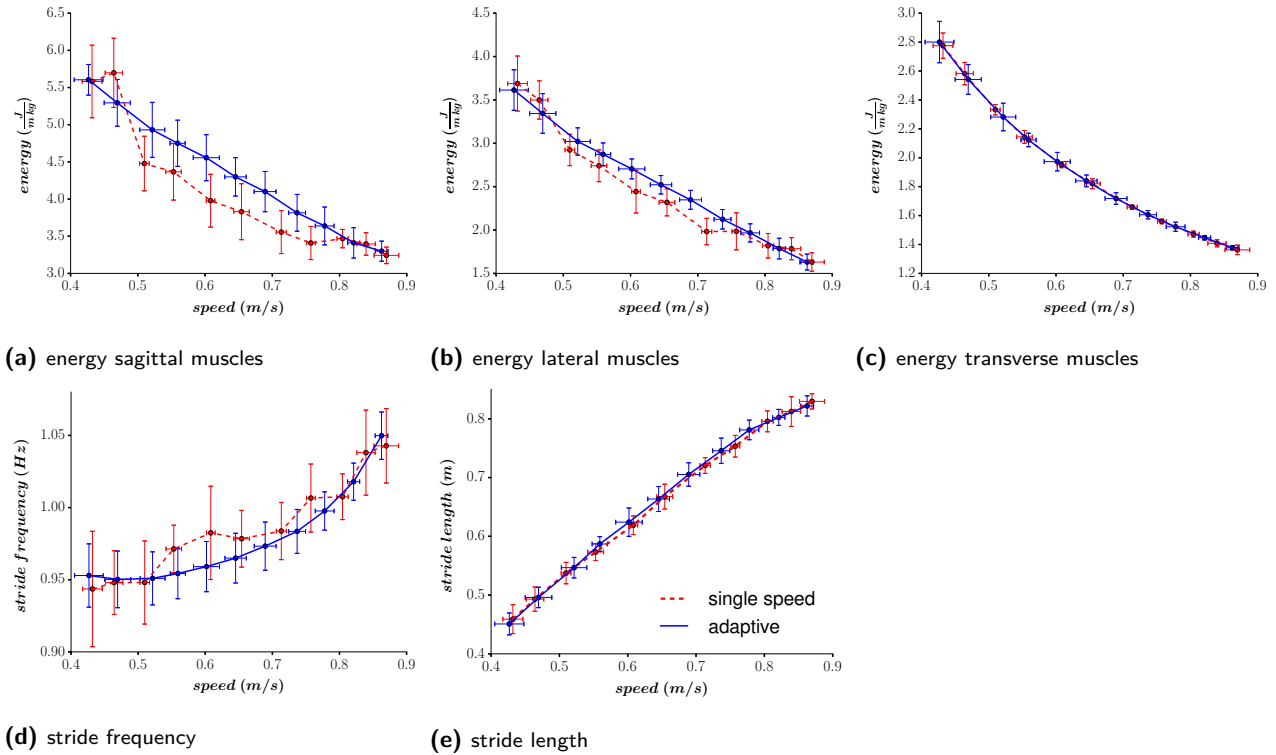 6.5
6.0
5.5
5.0
4.5
4.0
3.5
3.0
0.4 0.5 0.6 0.7 0.8 0.9
energy (J/m kg)
speed (m/s)
(a) energy sagittal muscles
4.5
4.0
3.5
3.0
2.5
2.0
1.5
0.4 0.5 0.6 0.7 0.8 0.9
energy (J/m kg)
speed (m/s)
(b) energy lateral muscles
3.0
2.8
2.6
2.4
2.2
2.0
1.8
1.6
1.4
1.2
0.4 0.5 0.6 0.7 0.8 0.9
energy (J/m kg)
speed (m/s)
(c) energy transverse muscles
1.05
1.00
0.95
0.90
0.4 0.5 0.6 0.7 0.8 0.9
stride frequency (Hz)
speed (m/s)
(d) stride frequency
0.8
0.7
0.6
0.5
0.4
0.4 0.5 0.6 0.7 0.8 0.9
stride length (m)
single speed
adaptive
speed (m/s)
(e) stride length